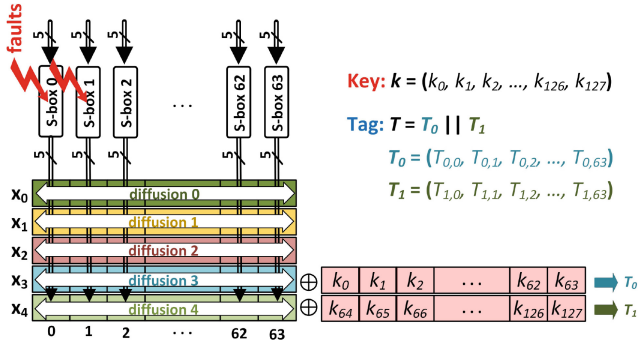 faults
5 5 5 5 5
S-box 0 S-box 1 S-box 2 ... S-box 62 S-box 63
5 5 5 5 5
Key: k = (k0, k1, k2, ..., k126, k127)
Tag: T = T0 || T1
T0 = (T0,0, T0,1, T0,2, ..., T0,63)
T1 = (T1,0, T1,1, T1,2, ..., T1,63)
x0 diffusion 0
x1 diffusion 1
x2 diffusion 2
x3 diffusion 3 ⊕ k0 k1 k2 ... k62 k63 T0
x4 diffusion 4 ⊕ k64 k65 k66 ... k126 k127 T1
0 1 2 ... 62 63